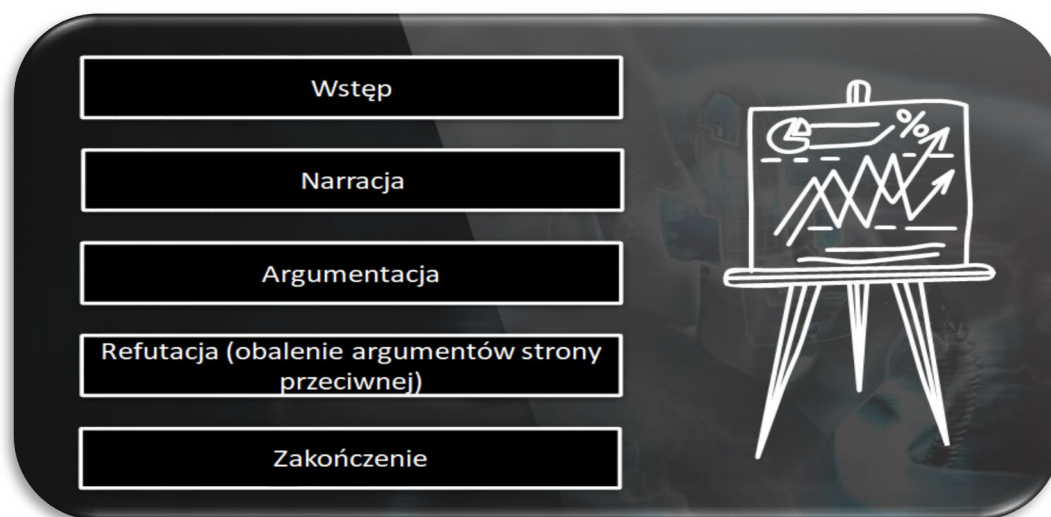 Wstęp
Narracja
Argumentacja
Refutacja (obalenie argumentów strony
przeciwnej)
Zakończenie
%